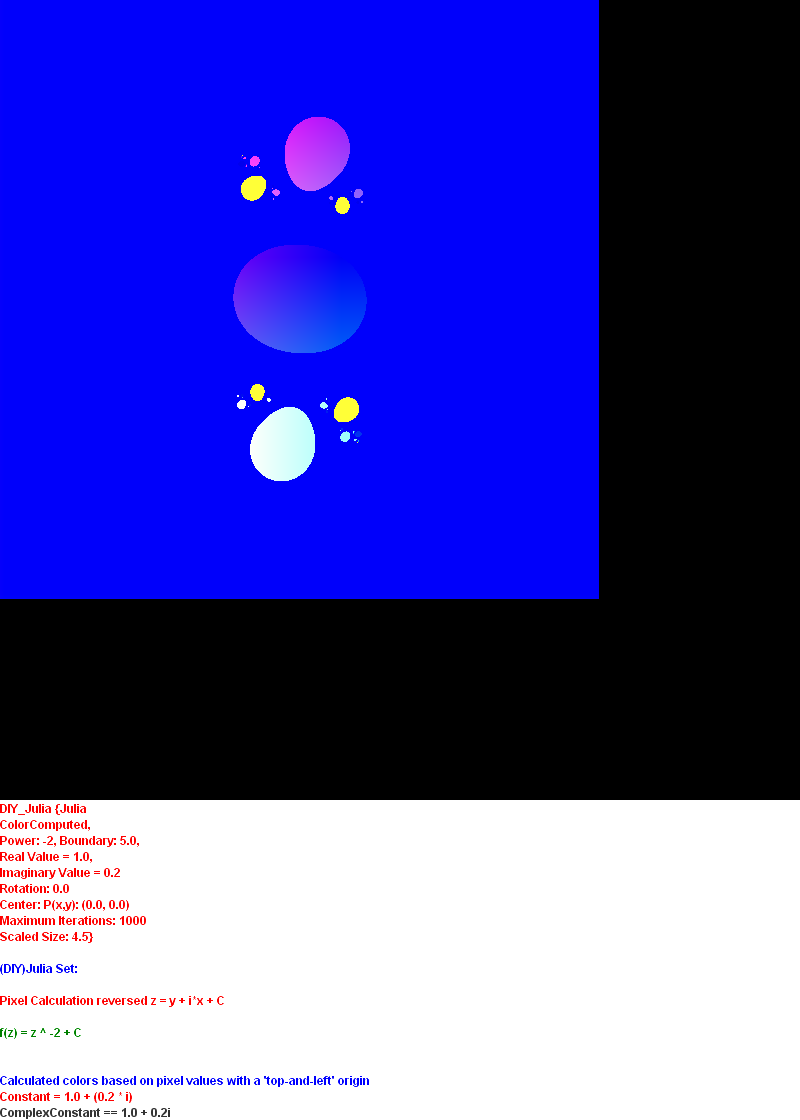 DIY_Julia {Julia
ColorComputed,
Power: -2, Boundary: 5.0,
Real Value = 1.0,
Imaginary Value = 0.2
Rotation: 0.0
Center: P(x,y): (0.0, 0.0)
Maximum Iterations: 1000
Scaled Size: 4.5}
(DIY)Julia Set:
Pixel Calculation reversed z = y + i*x + C
f(z) = z ^ -2 + C
Calculated colors based on pixel values with a 'top-and-left' origin
Constant = 1.0 + (0.2 * i)
ComplexConstant == 1.0 + 0.2i